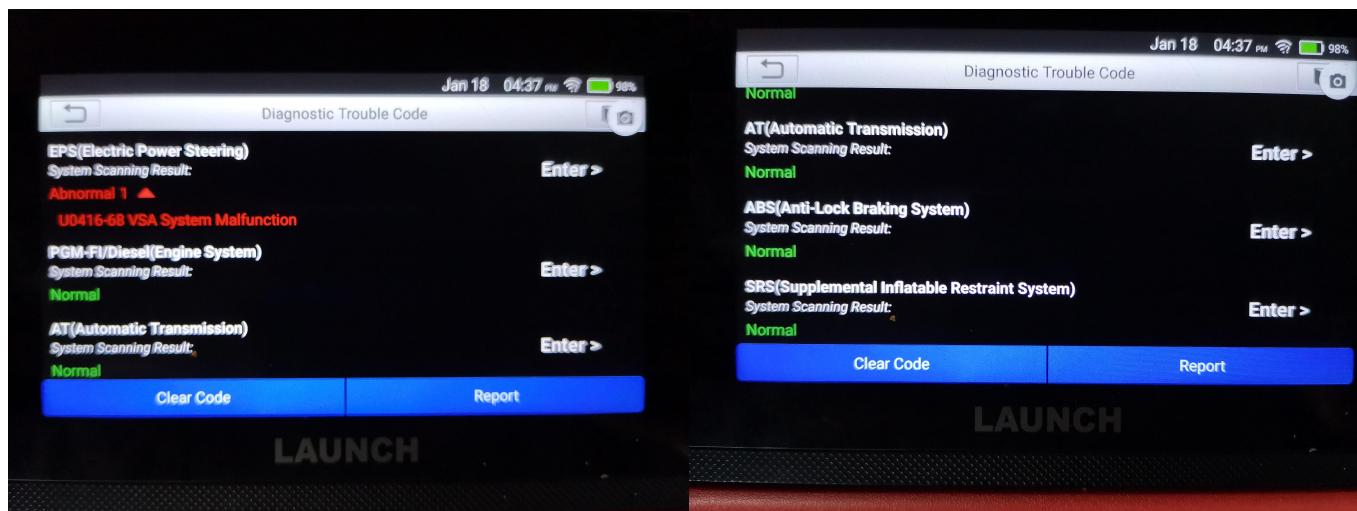 Jan 18 04:37 PM 98%
Diagnostic Trouble Code
EPS(Electric Power Steering)
System Scanning Result:
Enter >
Abnormal 1
U0416-68 VSA System Malfunction
PGM-FI/Diesel(Engine System)
System Scanning Result:
Enter >
Normal
AT(Automatic Transmission)
System Scanning Result:
Enter >
Normal
Clear Code
Report
LAUNCH
Jan 18 04:37 PM 98%
Diagnostic Trouble Code
Normal
AT(Automatic Transmission)
System Scanning Result:
Enter >
Normal
ABS(Anti-Lock Braking System)
System Scanning Result:
Enter >
Normal
SRS(Supplemental Inflatable Restraint System)
System Scanning Result:
Enter >
Normal
Clear Code
Report
LAUNCH